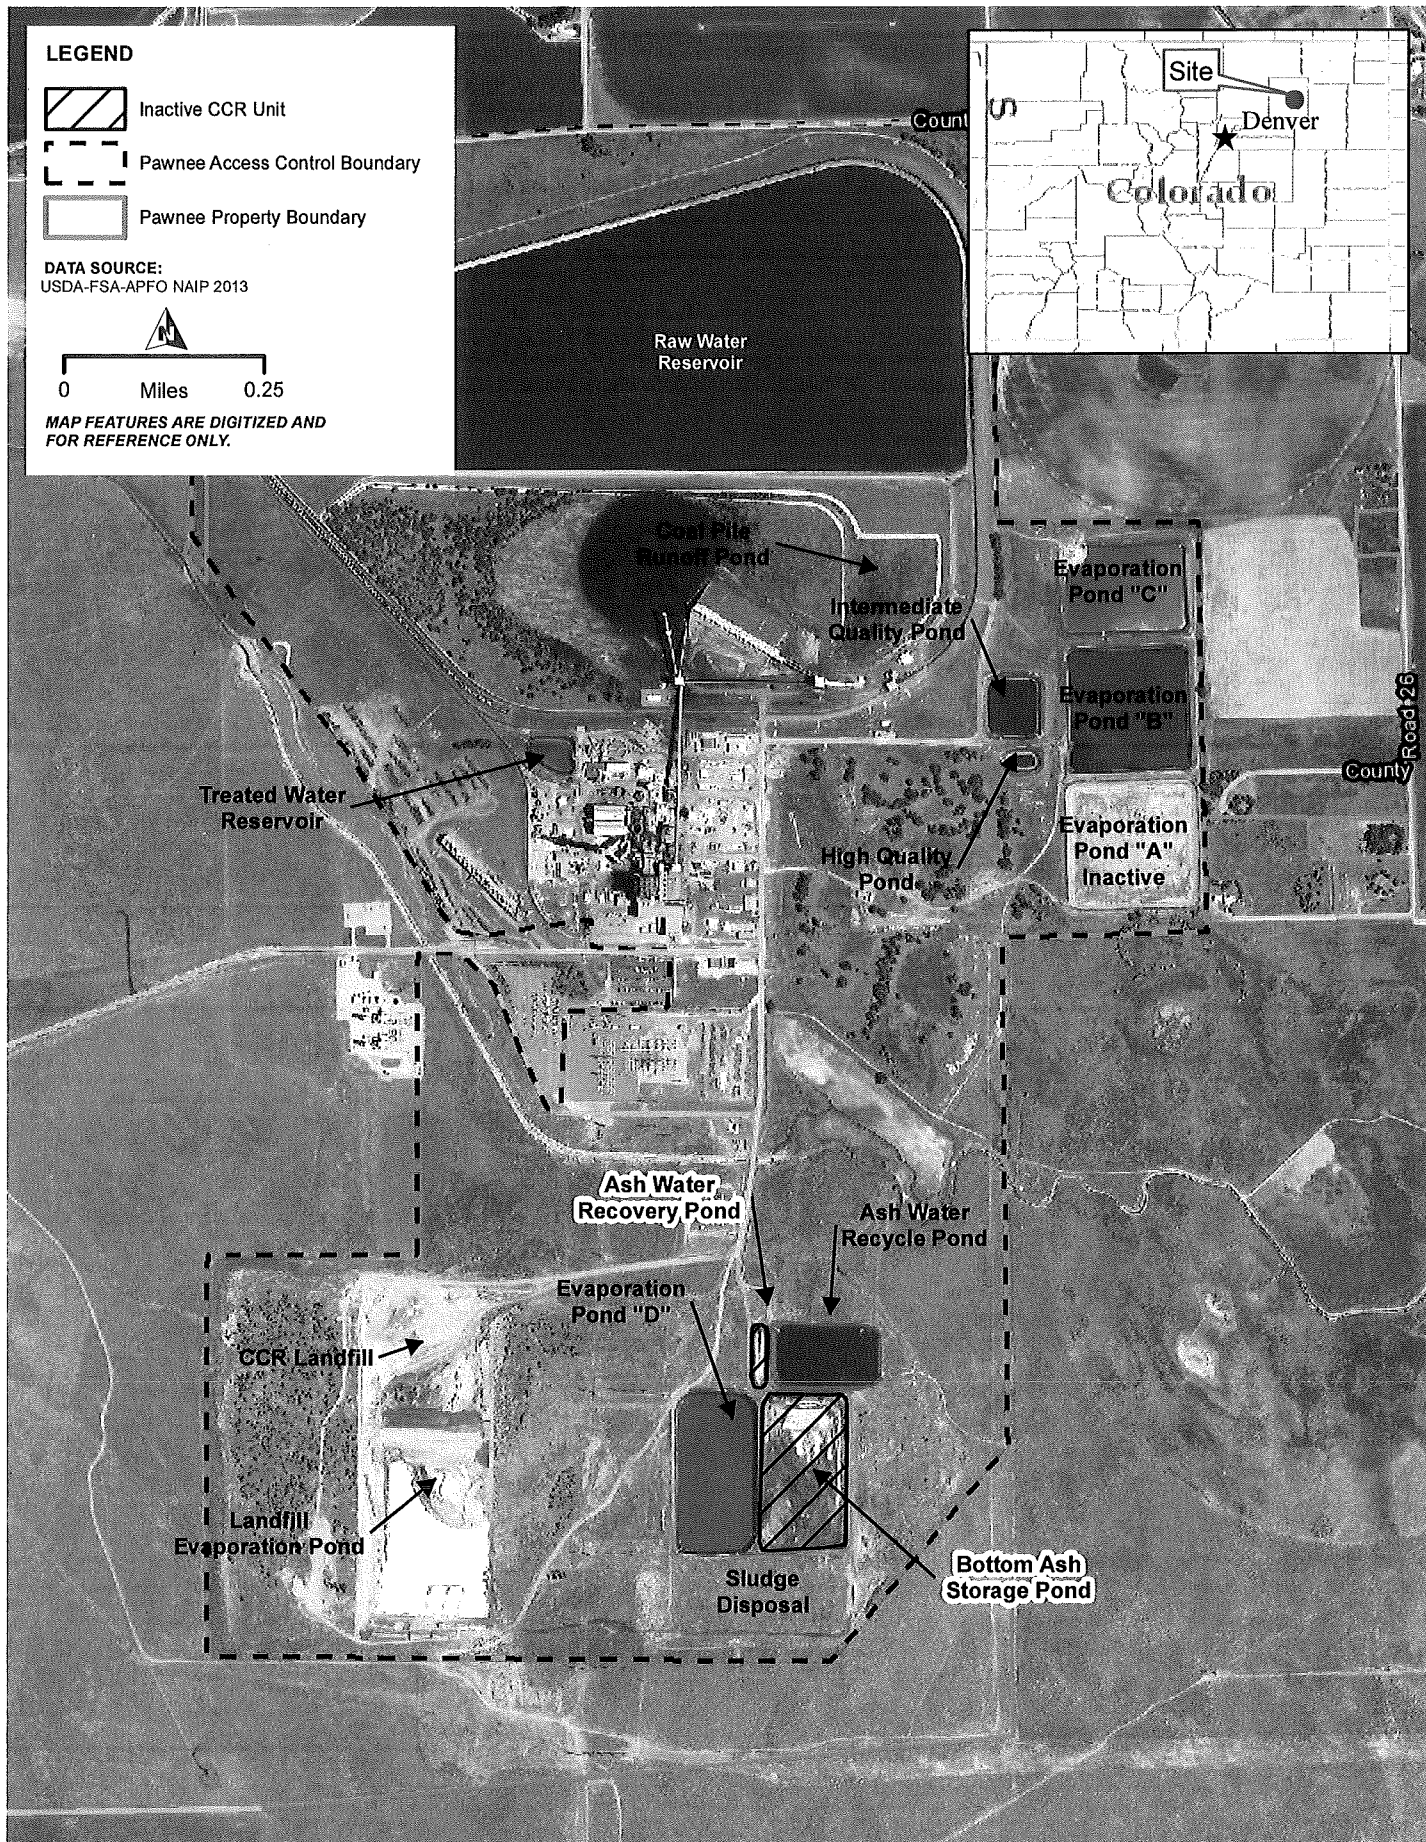 LEGEND
Inactive CCR Unit
Pawnee Access Control Boundary
Pawnee Property Boundary
DATA SOURCE:
USDA-FSA-APFO NAIP 2013
N
0 Miles 0.25
MAP FEATURES ARE DIGITIZED AND
FOR REFERENCE ONLY.
Count
Site
S
Denver
Colorado
Raw Water
Reservoir
Coal Pile
Runoff Pond
Intermediate
Quality Pond
Evaporation
Pond "C"
Evaporation
Pond "B"
Road 26
County
Treated Water
Reservoir
High Quality
Pond
Evaporation
Pond "A"
Inactive
Ash Water
Recovery Pond
Ash Water
Recycle Pond
Evaporation
Pond "D"
CCR Landfill
Landfill
Evaporation Pond
Sludge
Disposal
Bottom Ash
Storage Pond